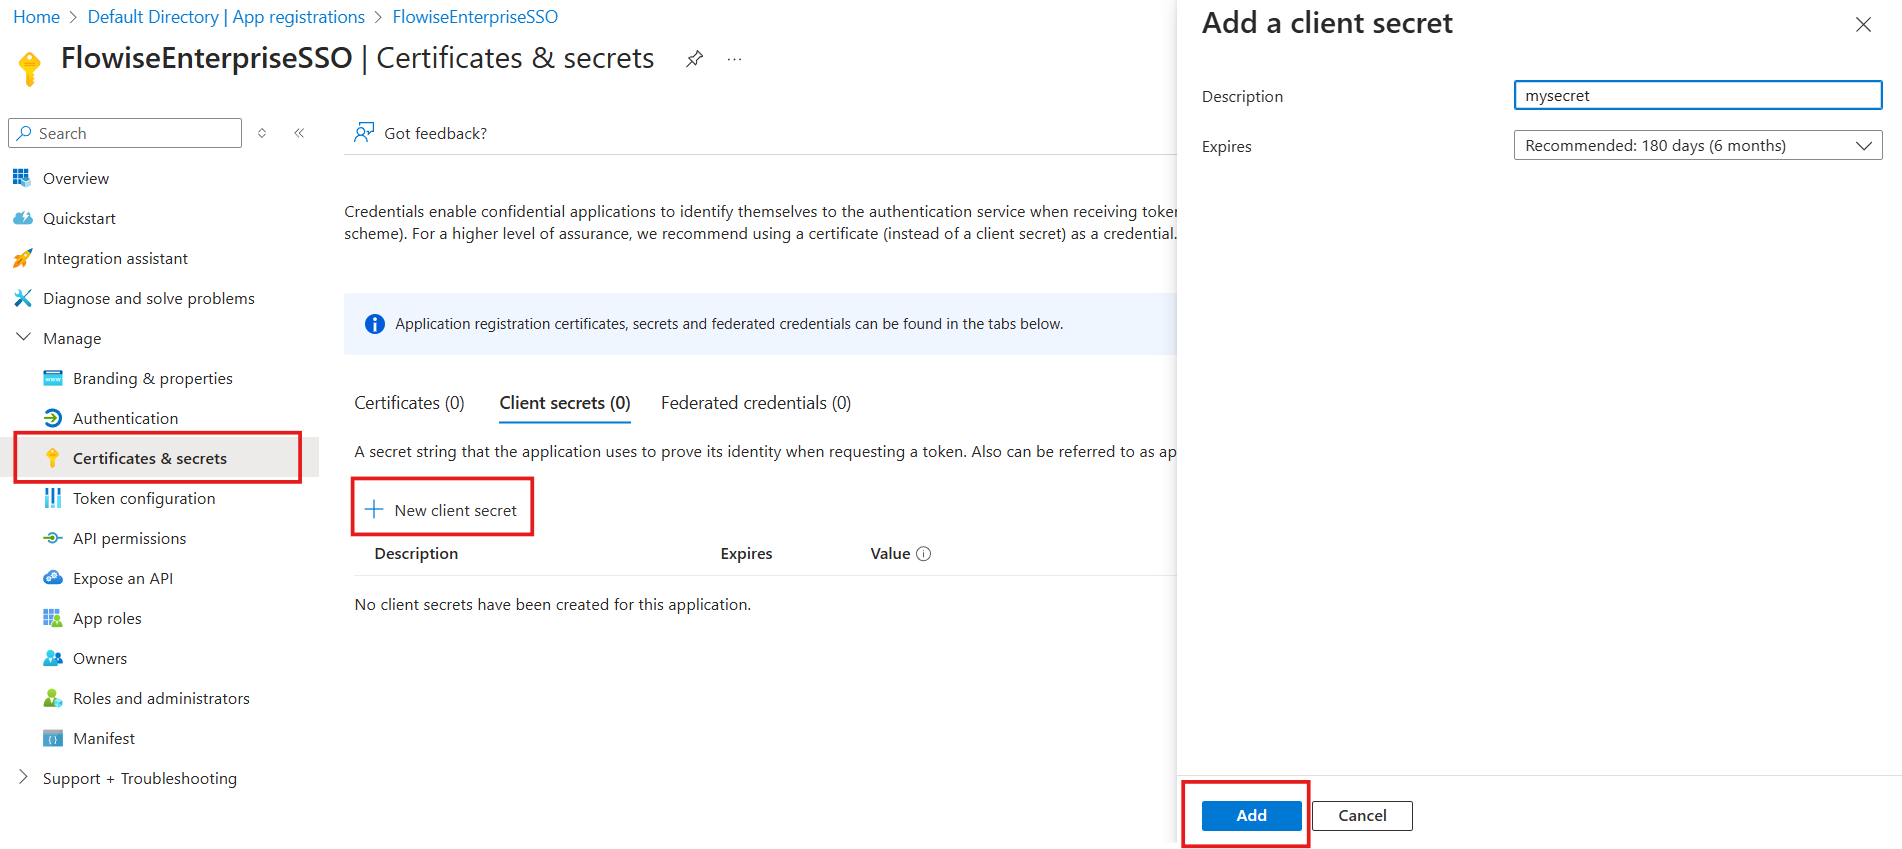 Home > Default Directory | App registrations > FlowiseEnterpriseSSO
FlowiseEnterpriseSSO | Certificates & secrets
Search
Overview
Quickstart
Integration assistant
Diagnose and solve problems
Manage
Branding & properties
Authentication
Certificates & secrets
Token configuration
API permissions
Expose an API
App roles
Owners
Roles and administrators
Manifest
Support + Troubleshooting
Got feedback?
Credentials enable confidential applications to identify themselves to the authentication service when receiving toke
scheme). For a higher level of assurance, we recommend using a certificate (instead of a client secret) as a credential.
Application registration certificates, secrets and federated credentials can be found in the tabs below.
Certificates (0) Client secrets (0) Federated credentials (0)
A secret string that the application uses to prove its identity when requesting a token. Also can be referred to as ap
New client secret
Description Expires Value
No client secrets have been created for this application.
Add a client secret
Description mysecret
Expires Recommended: 180 days (6 months)
Add Cancel